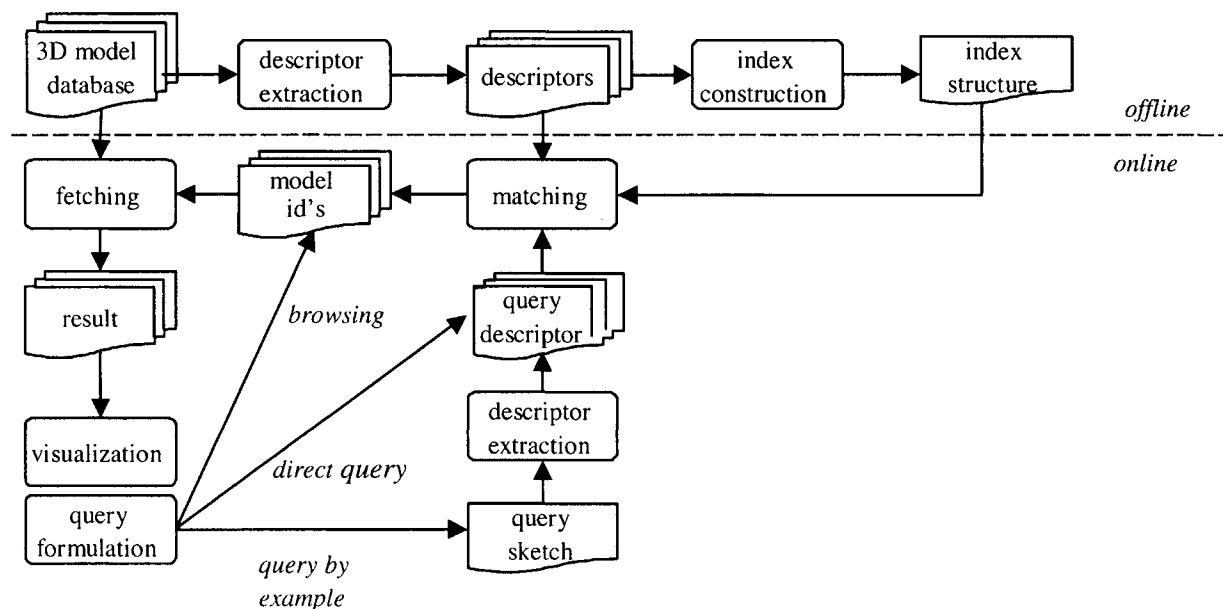 3D model
database
descriptor
extraction
descriptors
index
construction
index
structure
offline
online
fetching
model
id's
matching
result
browsing
query
descriptor
visualization
direct query
descriptor
extraction
query
formulation
query by
example
query
sketch